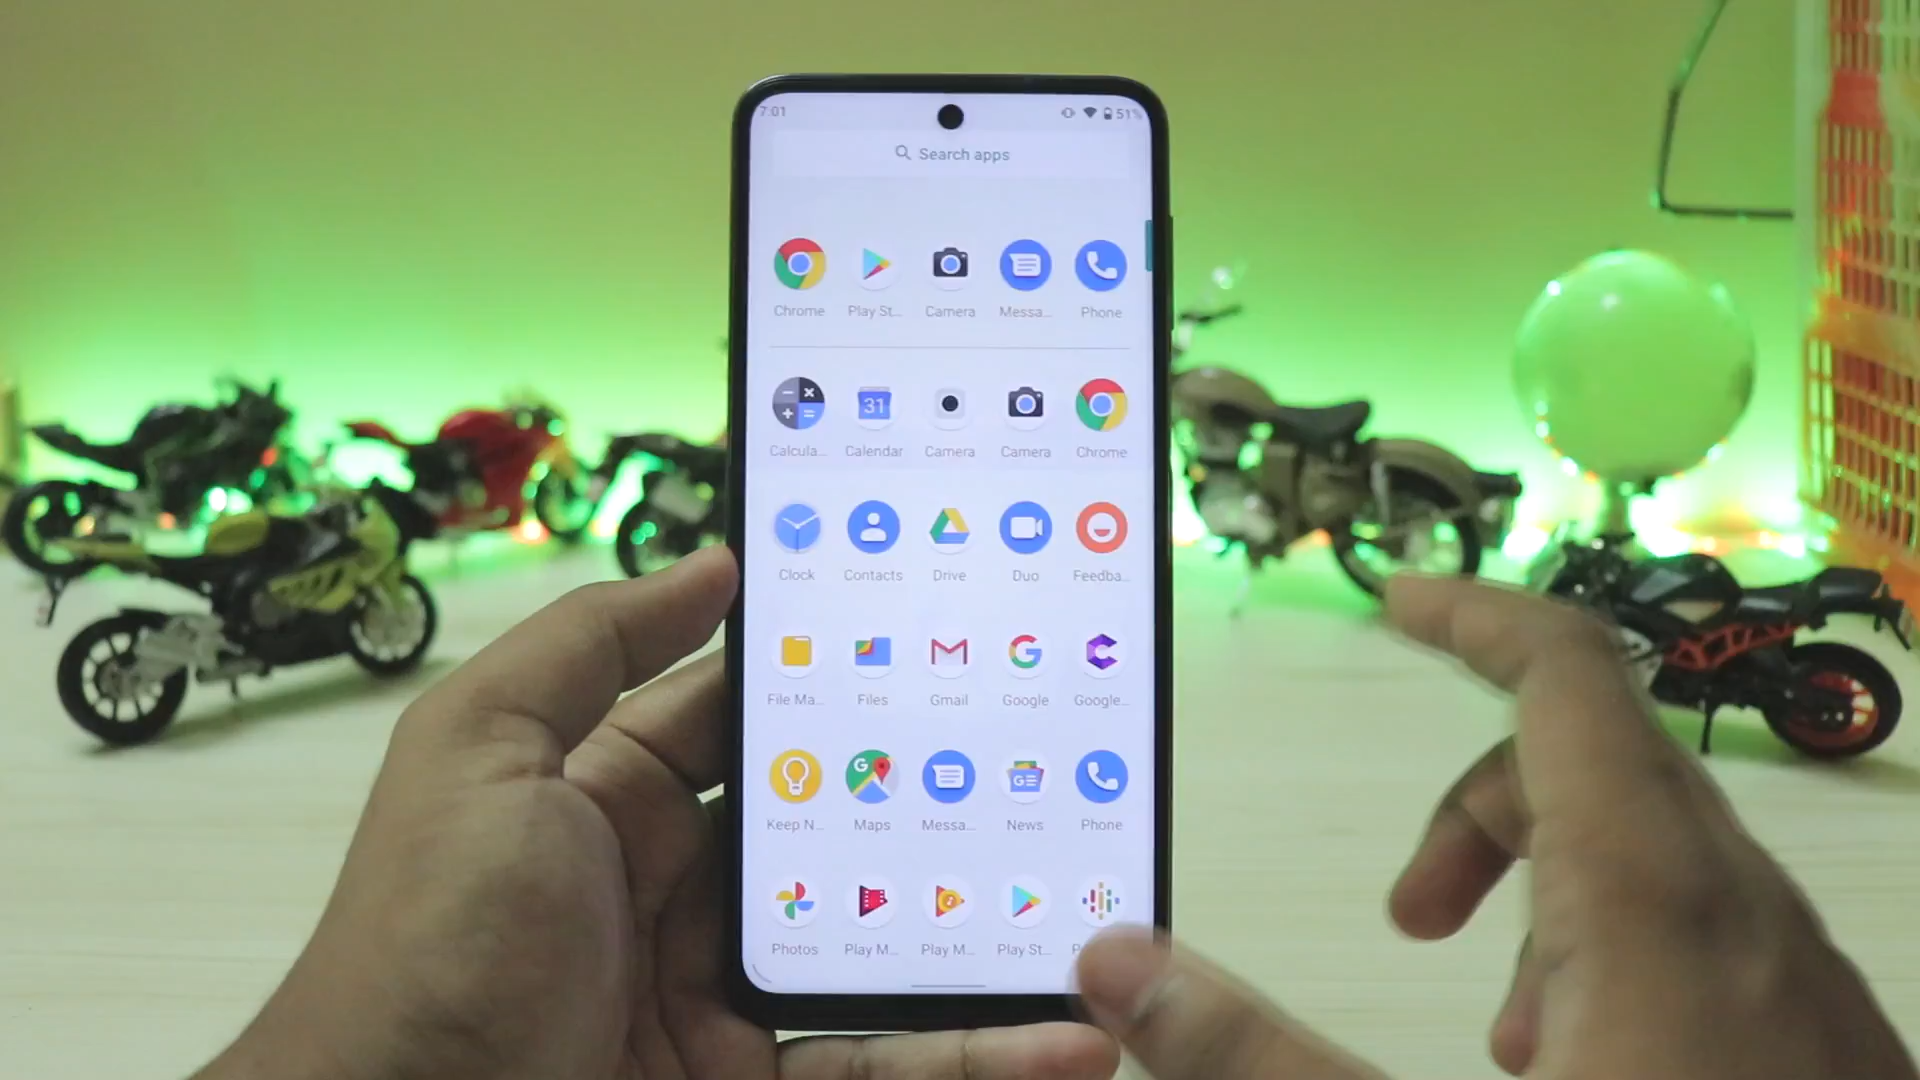 7:01 51%
Search apps
Chrome Play St... Camera Messa... Phone
31
Calcula... Calendar Camera Camera Chrome
Clock Contacts Drive Duo Feedba...
File Ma... Files Gmail Google Google...
G GE
Keep N... Maps Messa... News Phone
Photos Play M... Play M... Play St...